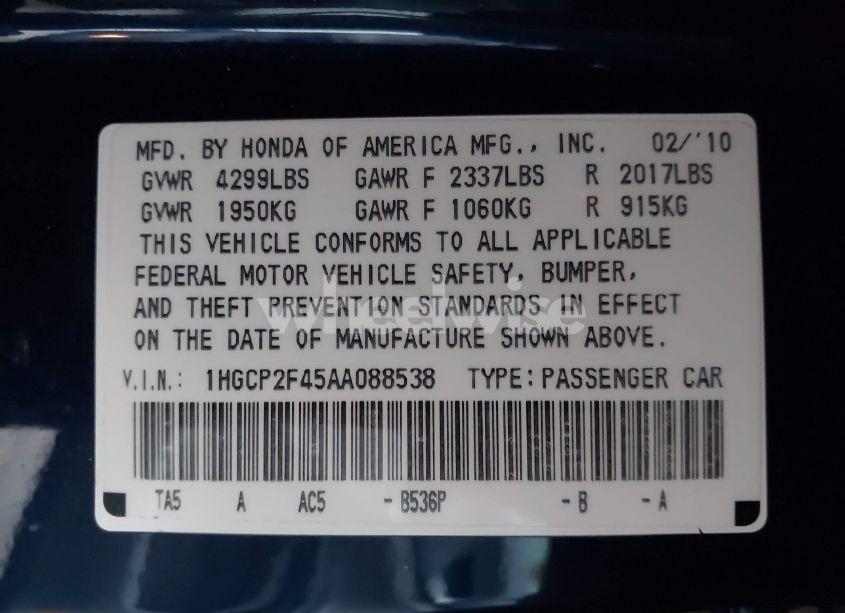 MFD. BY HONDA OF AMERICA MFG., INC. 02/'10
GVWR 4299LBS GAWR F 2337LBS R 2017LBS
GVWR 1950KG GAWR F 1060KG R 915KG
THIS VEHICLE CONFORMS TO ALL APPLICABLE
FEDERAL MOTOR VEHICLE SAFETY, BUMPER,
AND THEFT PREVENTION STANDARDS IN EFFECT
wheelwise
ON THE DATE OF MANUFACTURE SHOWN ABOVE.
V.I.N.: 1HGCP2F45AA088538 TYPE: PASSENGER CAR
TA5 A AC5 -B536P -B -A